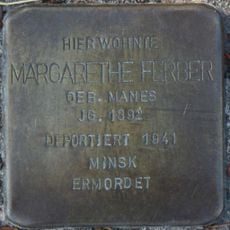 HIER WOHNTE
MARGARETHE FERBER
GEB. MANES
JG. 1892
DEPORTIERT 1941
MINSK
ERMORDET